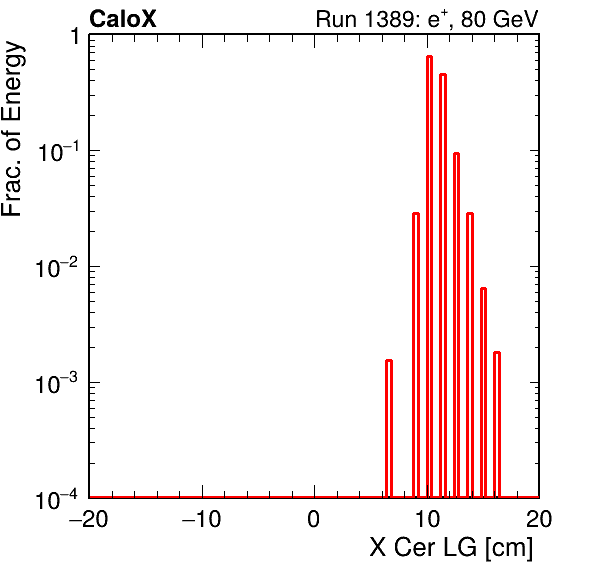 CaloX Run 1389: e⁺, 80 GeV
Frac. of Energy
1
10⁻¹
10⁻²
10⁻³
10⁻⁴
−20 −10 0 10 20
X Cer LG [cm]